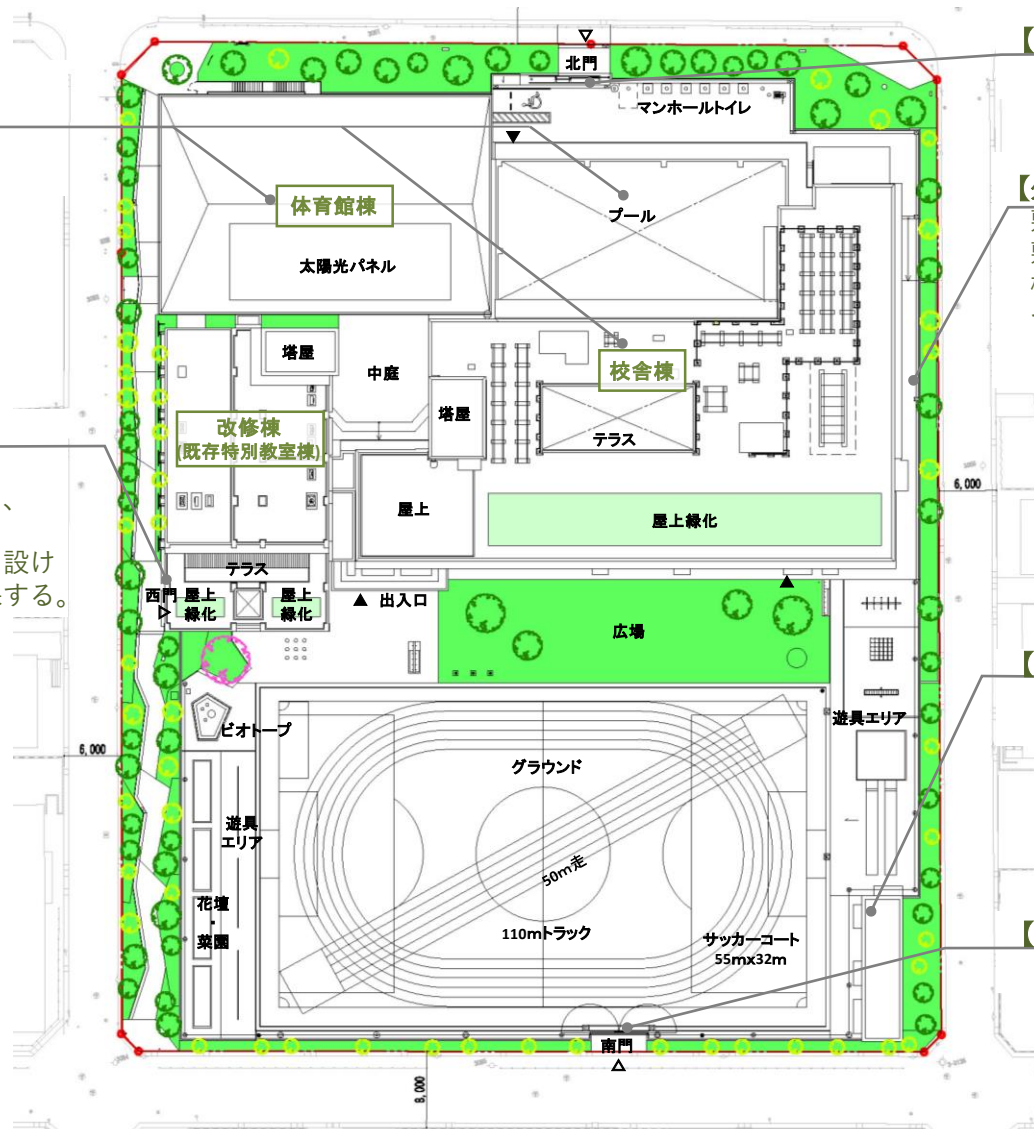 北門
【
マンホールトイレ
体育館棟
プール
太陽光パネル
【
塔屋
中庭
校舎棟
塔屋
改修棟
(既存特別教室棟)
テラス
屋上
6,000
屋上緑化
、
設け
する。
テラス
西門
屋上
緑化
屋上
緑化
出入口
広場
【
遊具エリア
ビオトープ
6,000
グラウンド
遊具
エリア
50m走
花壇
・
菜園
110mトラック
サッカーコート
55mx32m
【
南門
8,000